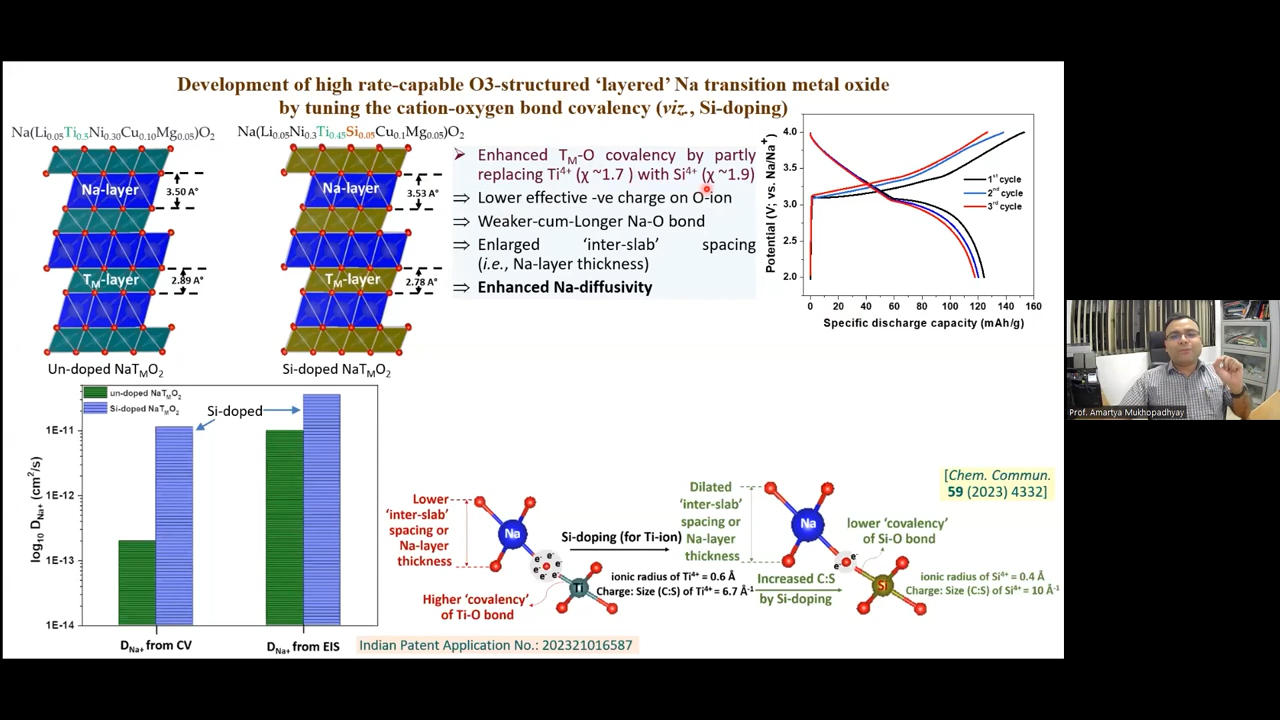 Development of high rate-capable O3-structured ‘layered’ Na transition metal oxide
by tuning the cation-oxygen bond covalency (viz., Si-doping)
Na(Li0.05Ti0.5Ni0.30Cu0.10Mg0.05)O2
Na(Li0.05Ni0.3Ti0.45Si0.05Cu0.1Mg0.05)O2
Na-layer
3.50 A°
TM-layer
2.89 A°
Un-doped NaTMO2
Na-layer
3.53 A°
TM-layer
2.78 A°
Si-doped NaTMO2
➢ Enhanced TM-O covalency by partly
replacing Ti4+ (χ ~1.7 ) with Si4+ (χ ~1.9)
⇒ Lower effective -ve charge on O-ion
⇒ Weaker-cum-Longer Na-O bond
⇒ Enlarged ‘inter-slab’ spacing
(i.e., Na-layer thickness)
⇒ Enhanced Na-diffusivity
Potential (V; vs. Na/Na+)
4.0
3.5
3.0
2.5
2.0
1st cycle
2nd cycle
3rd cycle
0 20 40 60 80 100 120 140 160
Specific discharge capacity (mAh/g)
Prof. Amartya Mukhopadhyay
un-doped NaTMO2
Si-doped NaTMO2
Si-doped
log10 DNa+ (cm2/s)
1E-11
1E-12
1E-13
1E-14
DNa+ from CV
DNa+ from EIS
Lower
‘inter-slab’
spacing or
Na-layer
thickness
Na
e- e- e- e- e-
Ti
Higher ‘covalency’
of Ti-O bond
Si-doping (for Ti-ion)
ionic radius of Ti4+ = 0.6 Å
Charge: Size (C:S) of Ti4+ = 6.7 Å-1
Dilated
‘inter-slab’
spacing or
Na-layer
thickness
Increased C:S
by Si-doping
Na
e-
Si
lower ‘covalency’
of Si-O bond
ionic radius of Si4+ = 0.4 Å
Charge: Size (C:S) of Si4+ = 10 Å-1
[Chem. Commun.
59 (2023) 4332]
Indian Patent Application No.: 202321016587